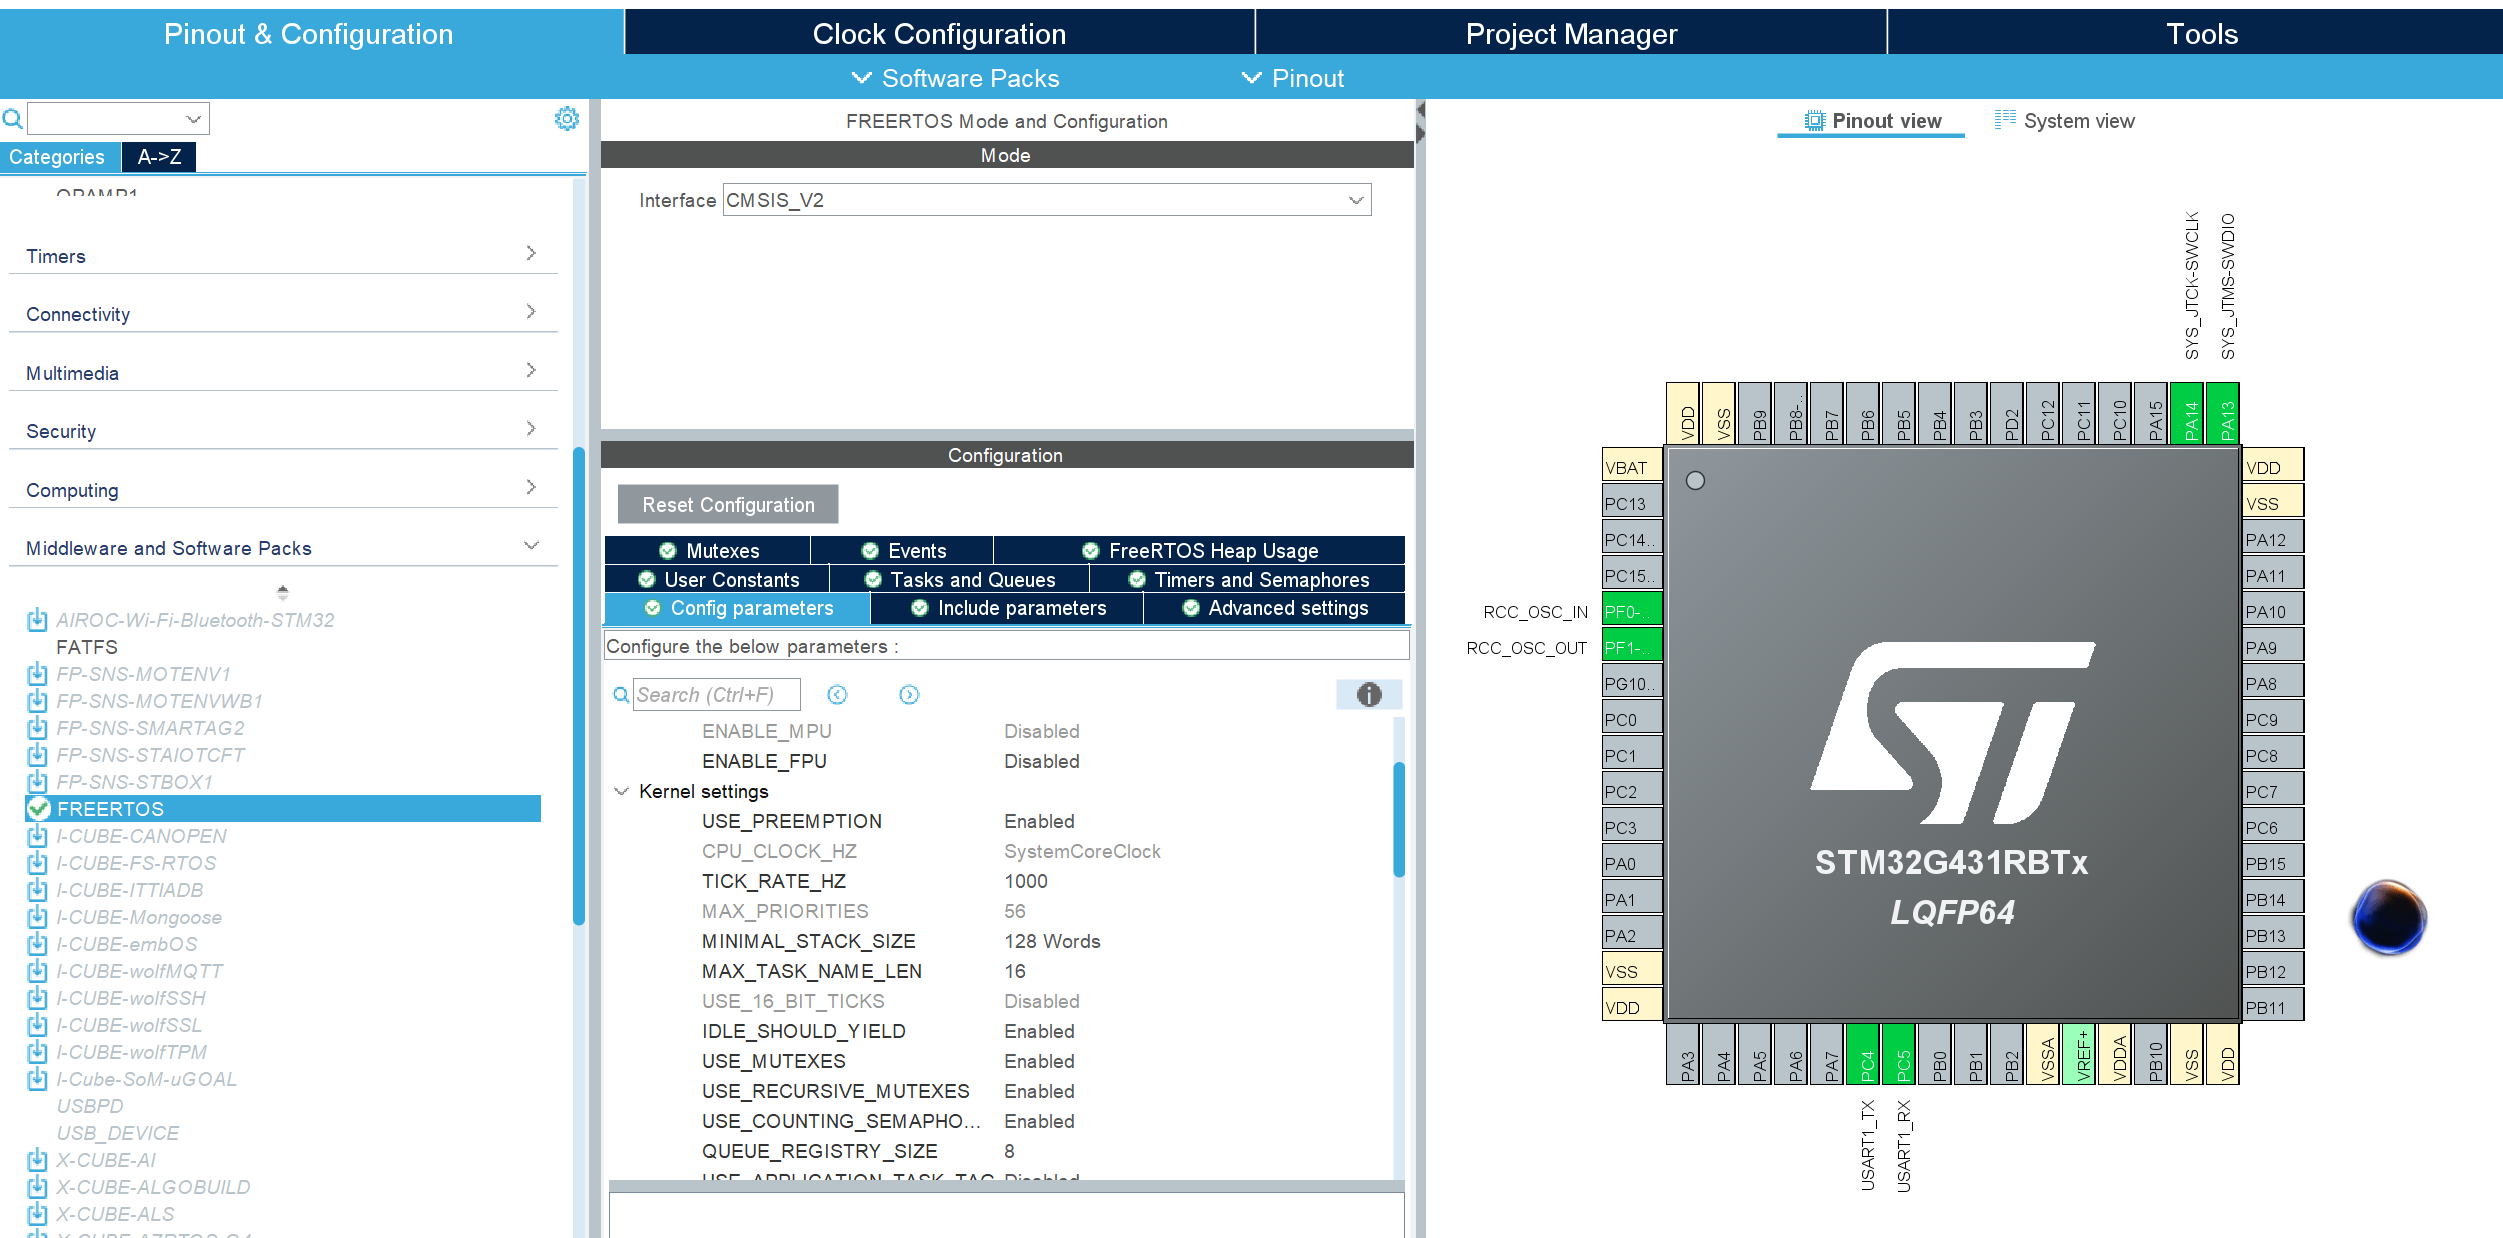 Pinout & Configuration
Clock Configuration
Project Manager
Tools
Software Packs
Pinout
Categories
A->Z
OPAMP1
Timers
Connectivity
Multimedia
Security
Computing
Middleware and Software Packs
AIROC-Wi-Fi-Bluetooth-STM32
FATFS
FP-SNS-MOTENV1
FP-SNS-MOTENVWB1
FP-SNS-SMARTAG2
FP-SNS-STAIOTCFT
FP-SNS-STBOX1
FREERTOS
I-CUBE-CANOPEN
I-CUBE-FS-RTOS
I-CUBE-ITTIADB
I-CUBE-Mongoose
I-CUBE-embOS
I-CUBE-wolfMQTT
I-CUBE-wolfSSH
I-CUBE-wolfSSL
I-CUBE-wolfTPM
I-Cube-SoM-uGOAL
USBPD
USB_DEVICE
X-CUBE-AI
X-CUBE-ALGOBUILD
X-CUBE-ALS
FREERTOS Mode and Configuration
Mode
Interface CMSIS_V2
Configuration
Reset Configuration
Mutexes
Events
FreeRTOS Heap Usage
User Constants
Tasks and Queues
Timers and Semaphores
Config parameters
Include parameters
Advanced settings
Configure the below parameters :
Search (Ctrl+F)
ENABLE_MPU Disabled
ENABLE_FPU Disabled
Kernel settings
USE_PREEMPTION Enabled
CPU_CLOCK_HZ SystemCoreClock
TICK_RATE_HZ 1000
MAX_PRIORITIES 56
MINIMAL_STACK_SIZE 128 Words
MAX_TASK_NAME_LEN 16
USE_16_BIT_TICKS Disabled
IDLE_SHOULD_YIELD Enabled
USE_MUTEXES Enabled
USE_RECURSIVE_MUTEXES Enabled
USE_COUNTING_SEMAPHO... Enabled
QUEUE_REGISTRY_SIZE 8
USE_APPLICATION_TASK_TAG Disabled
Pinout view
System view
SYS_JTCK-SWCLK
SYS_JTMS-SWDIO
VDD
VSS
PB9
PB8-..
PB7
PB6
PB5
PB4
PB3
PD2
PC12
PC11
PC10
PA15
PA14
PA13
VBAT
PC13
PC14..
PC15..
RCC_OSC_IN PF0-..
RCC_OSC_OUT PF1-..
PG10..
PC0
PC1
PC2
PC3
PA0
PA1
PA2
VSS
VDD
STM32G431RBTx
LQFP64
VDD
VSS
PA12
PA11
PA10
PA9
PA8
PC9
PC8
PC7
PC6
PB15
PB14
PB13
PB12
PB11
PA3
PA4
PA5
PA6
PA7
PC4
PC5
PB0
PB1
PB2
VSSA
VREF+
VDDA
PB10
VSS
VDD
USART1_TX
USART1_RX